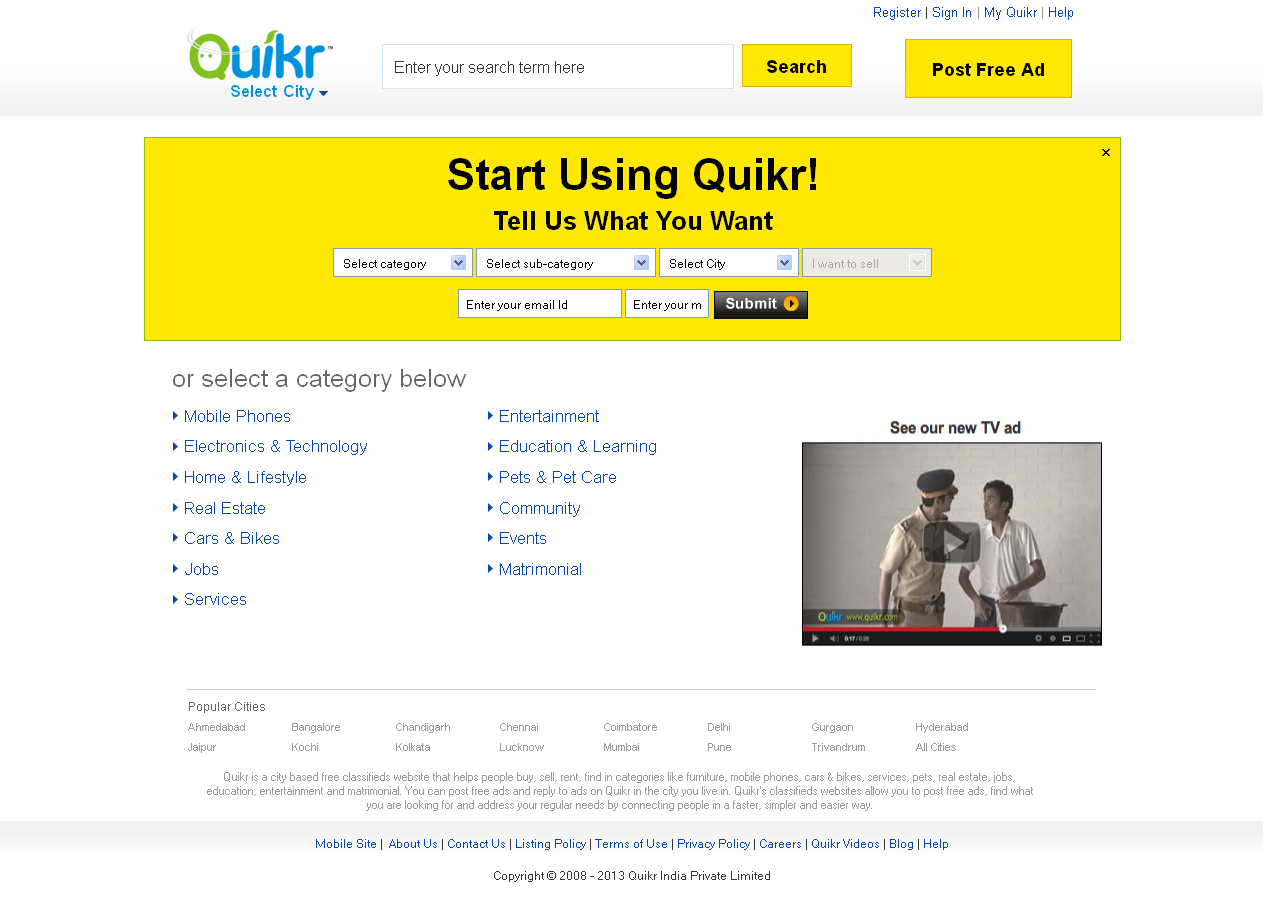 Register | Sign In | My Quikr | Help
Quikr™
Select City
Enter your search term here
Search
Post Free Ad
×
Start Using Quikr!
Tell Us What You Want
Select category
Select sub-category
Select City
I want to sell
Enter your email Id
Enter your m
Submit
or select a category below
Mobile Phones
Electronics & Technology
Home & Lifestyle
Real Estate
Cars & Bikes
Jobs
Services
Entertainment
Education & Learning
Pets & Pet Care
Community
Events
Matrimonial
See our new TV ad
Quikr www.quikr.com
0:17 / 0:28
Popular Cities
Ahmedabad Bangalore Chandigarh Chennai Coimbatore Delhi Gurgaon Hyderabad
Jaipur Kochi Kolkata Lucknow Mumbai Pune Trivandrum All Cities
Quikr is a city based free classifieds website that helps people buy, sell, rent, find in categories like furniture, mobile phones, cars & bikes, services, pets, real estate, jobs,
education, entertainment and matrimonial. You can post free ads and reply to ads on Quikr in the city you live in. Quikr's classifieds websites allow you to post free ads, find what
you are looking for and address your regular needs by connecting people in a faster, simpler and easier way.
Mobile Site | About Us | Contact Us | Listing Policy | Terms of Use | Privacy Policy | Careers | Quikr Videos | Blog | Help
Copyright © 2008 - 2013 Quikr India Private Limited